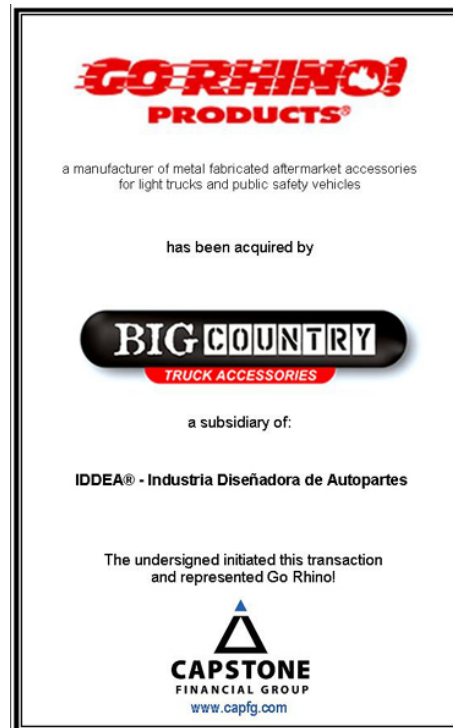 GO RHINO!
PRODUCTS®
a manufacturer of metal fabricated aftermarket accessories
for light trucks and public safety vehicles
has been acquired by
BIG COUNTRY
TRUCK ACCESSORIES
a subsidiary of:
IDDEA® - Industria Diseñadora de Autopartes
The undersigned initiated this transaction
and represented Go Rhino!
CAPSTONE
FINANCIAL GROUP
www.capfg.com